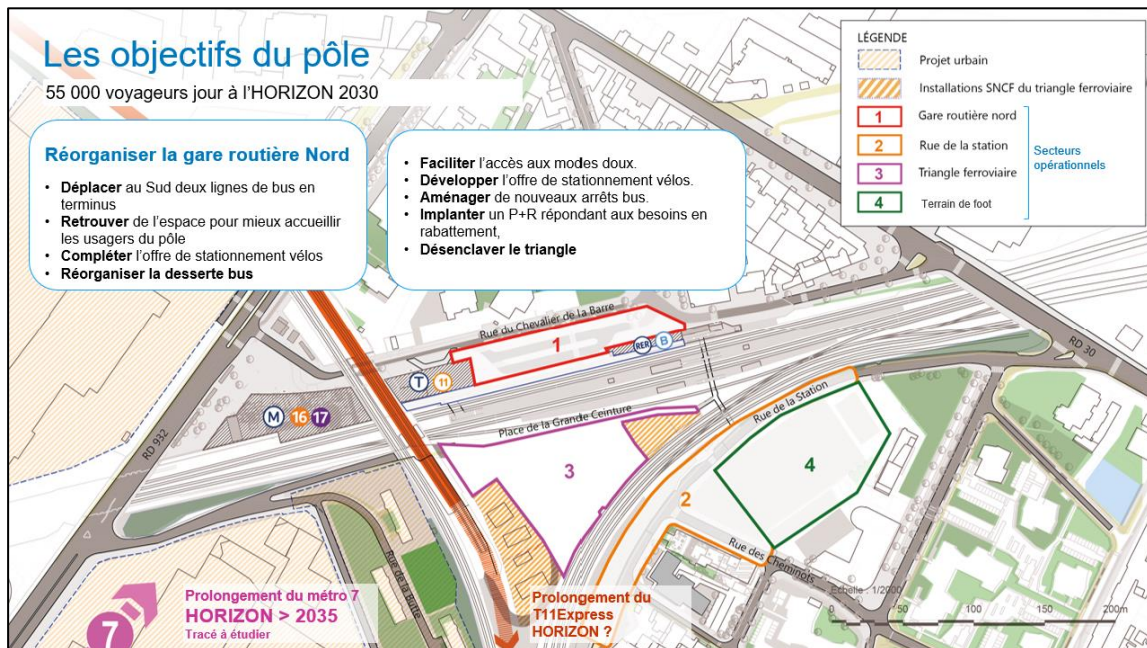 Les objectifs du pôle
55 000 voyageurs jour à l'HORIZON 2030
Réorganiser la gare routière Nord
• Déplacer au Sud deux lignes de bus en
terminus
• Retrouver de l'espace pour mieux accueillir
les usagers du pôle
• Compléter l'offre de stationnement vélos
• Réorganiser la desserte bus
• Faciliter l'accès aux modes doux.
• Développer l'offre de stationnement vélos.
• Aménager de nouveaux arrêts bus.
• Implanter un P+R répondant aux besoins en
rabattement,
• Désenclaver le triangle
LÉGENDE
Projet urbain
Installations SNCF du triangle ferroviaire
1 Gare routière nord
2 Rue de la station
3 Triangle ferroviaire
4 Terrain de foot
Secteurs
opérationnels
Rue du Chevalier de la Barre
1
RER B
T 11
M 16 17
RD 932
RD 30
Place de la Grande Ceinture
Rue de la Station
3
4
2
Rue des Cheminots
Rue de la Butte
7
Prolongement du métro 7
HORIZON > 2035
Tracé à étudier
Prolongement du
T11Express
HORIZON ?
Echelle : 1/2000
0 50 100 150 200m